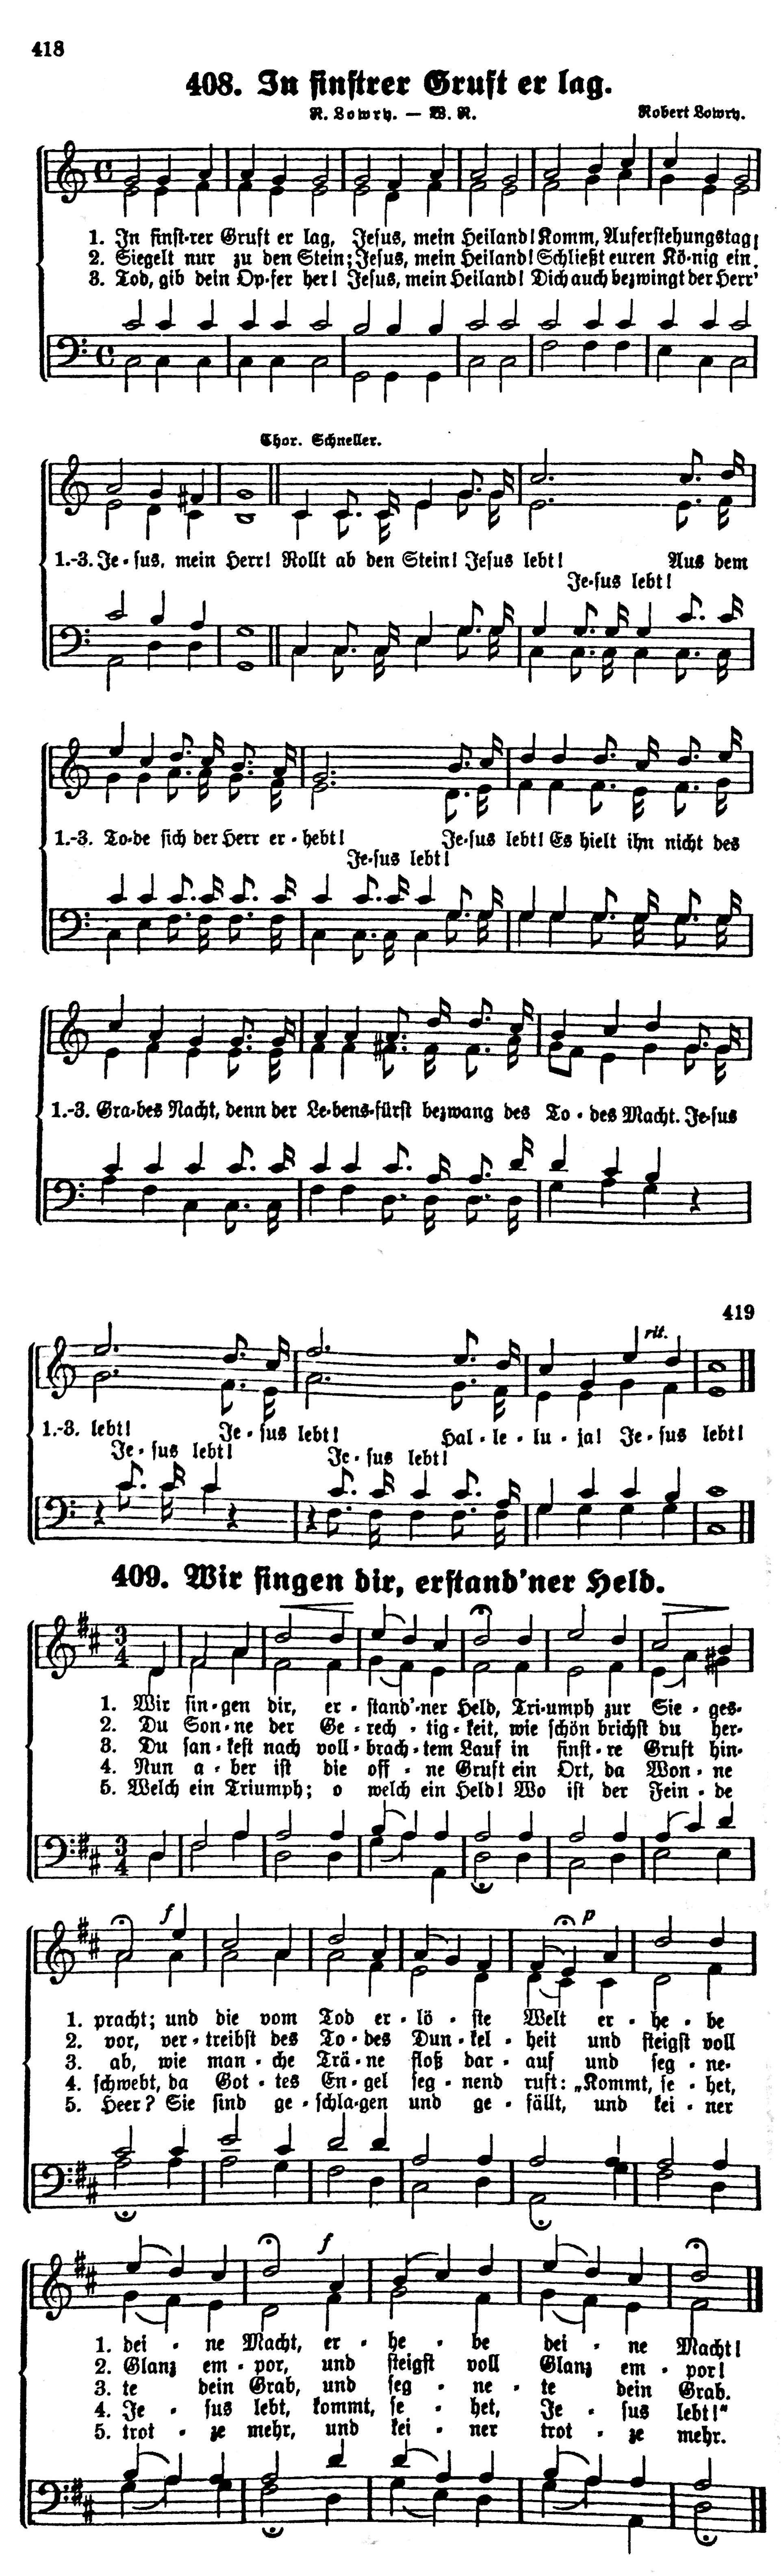 418
408. In finstrer Gruft er lag.
R. Lowry. — W. R.
Robert Lowry.
1. In finst-rer Gruft er lag, Jesus, mein Heiland! Komm, Auferstehungstag!
2. Siegelt nur zu den Stein; Jesus, mein Heiland! Schließt euren Kö-nig ein.
3. Tod, gib dein Op-fer her! Jesus, mein Heiland! Dich auch bezwingt der Herr
Chor. Schneller.
1.-3. Je - sus, mein Herr! Rollt ab den Stein! Jesus lebt! Aus dem
Je-sus lebt!
1.-3. To-de sich der Herr er - hebt! Je-sus lebt! Es hielt ihn nicht des
Je-sus lebt!
1.-3. Gra-bes Nacht, denn der Le-bens-fürst bezwang des To - des Macht. Je-sus
419
rit.
1.-3. lebt! Je - sus lebt! Hal - le - lu - ja! Je - sus lebt!
Je - sus lebt! Je - sus lebt!
409. Wir singen dir, erstand'ner Held.
1. Wir sin - gen dir, er - stand'-ner Held, Tri-umph zur Sie - ges-
2. Du Son - ne der Ge - rech - tig - keit, wie schön brichst du her-
3. Du san - kest nach voll - brach - tem Lauf in finst - re Gruft hin-
4. Nun a - ber ist die off - ne Gruft ein Ort, da Won - ne
5. Welch ein Triumph; o welch ein Held! Wo ist der Fein - de
f p
1. pracht; und die vom Tod er - lö - ste Welt er - he - be
2. vor, ver - treibst des To - des Dun - kel - heit und steigst voll
3. ab, wie man - che Trä - ne floß dar - auf und seg - ne-
4. schwebt, da Got - tes En - gel seg - nend ruft: „Kommt, se - het,
5. Heer? Sie sind ge - schla-gen und ge - fällt, und kei - ner
f
1. dei - ne Macht, er - he - be dei - ne Macht!
2. Glanz em - por, und steigst voll Glanz em - por!
3. te dein Grab, und seg - ne - te dein Grab.
4. Je - sus lebt, kommt, se - het, Je - sus lebt!“
5. trot - ze mehr, und kei - ner trot - ze mehr.